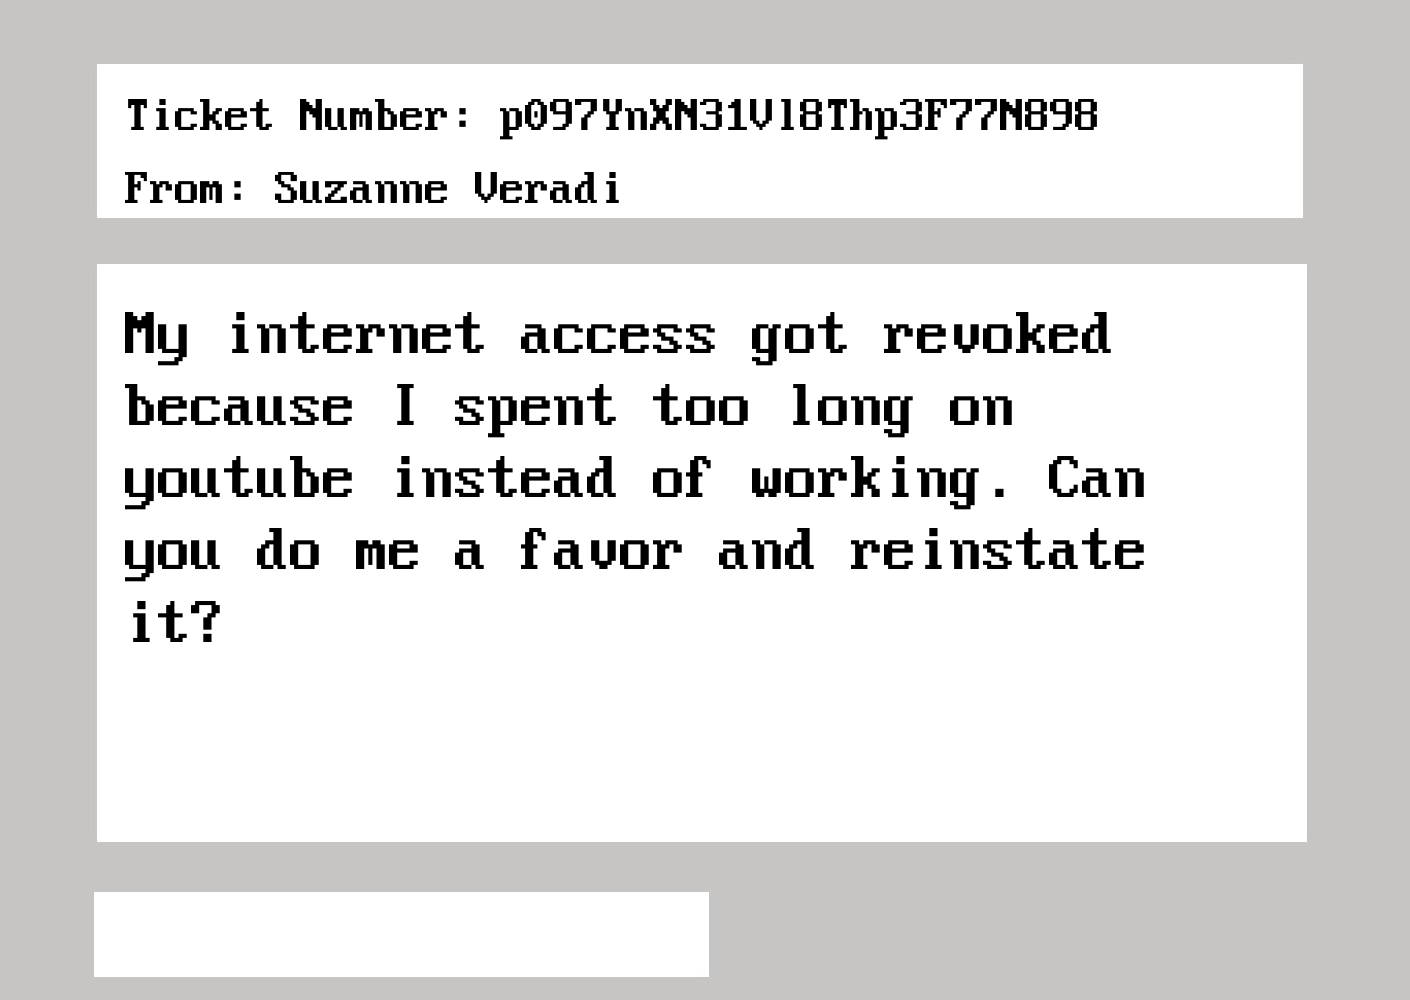 Ticket Number: p097YnXN31Vl8Thp3F77N898
From: Suzanne Veradi
My internet access got revoked
because I spent too long on
youtube instead of working. Can
you do me a favor and reinstate
it?